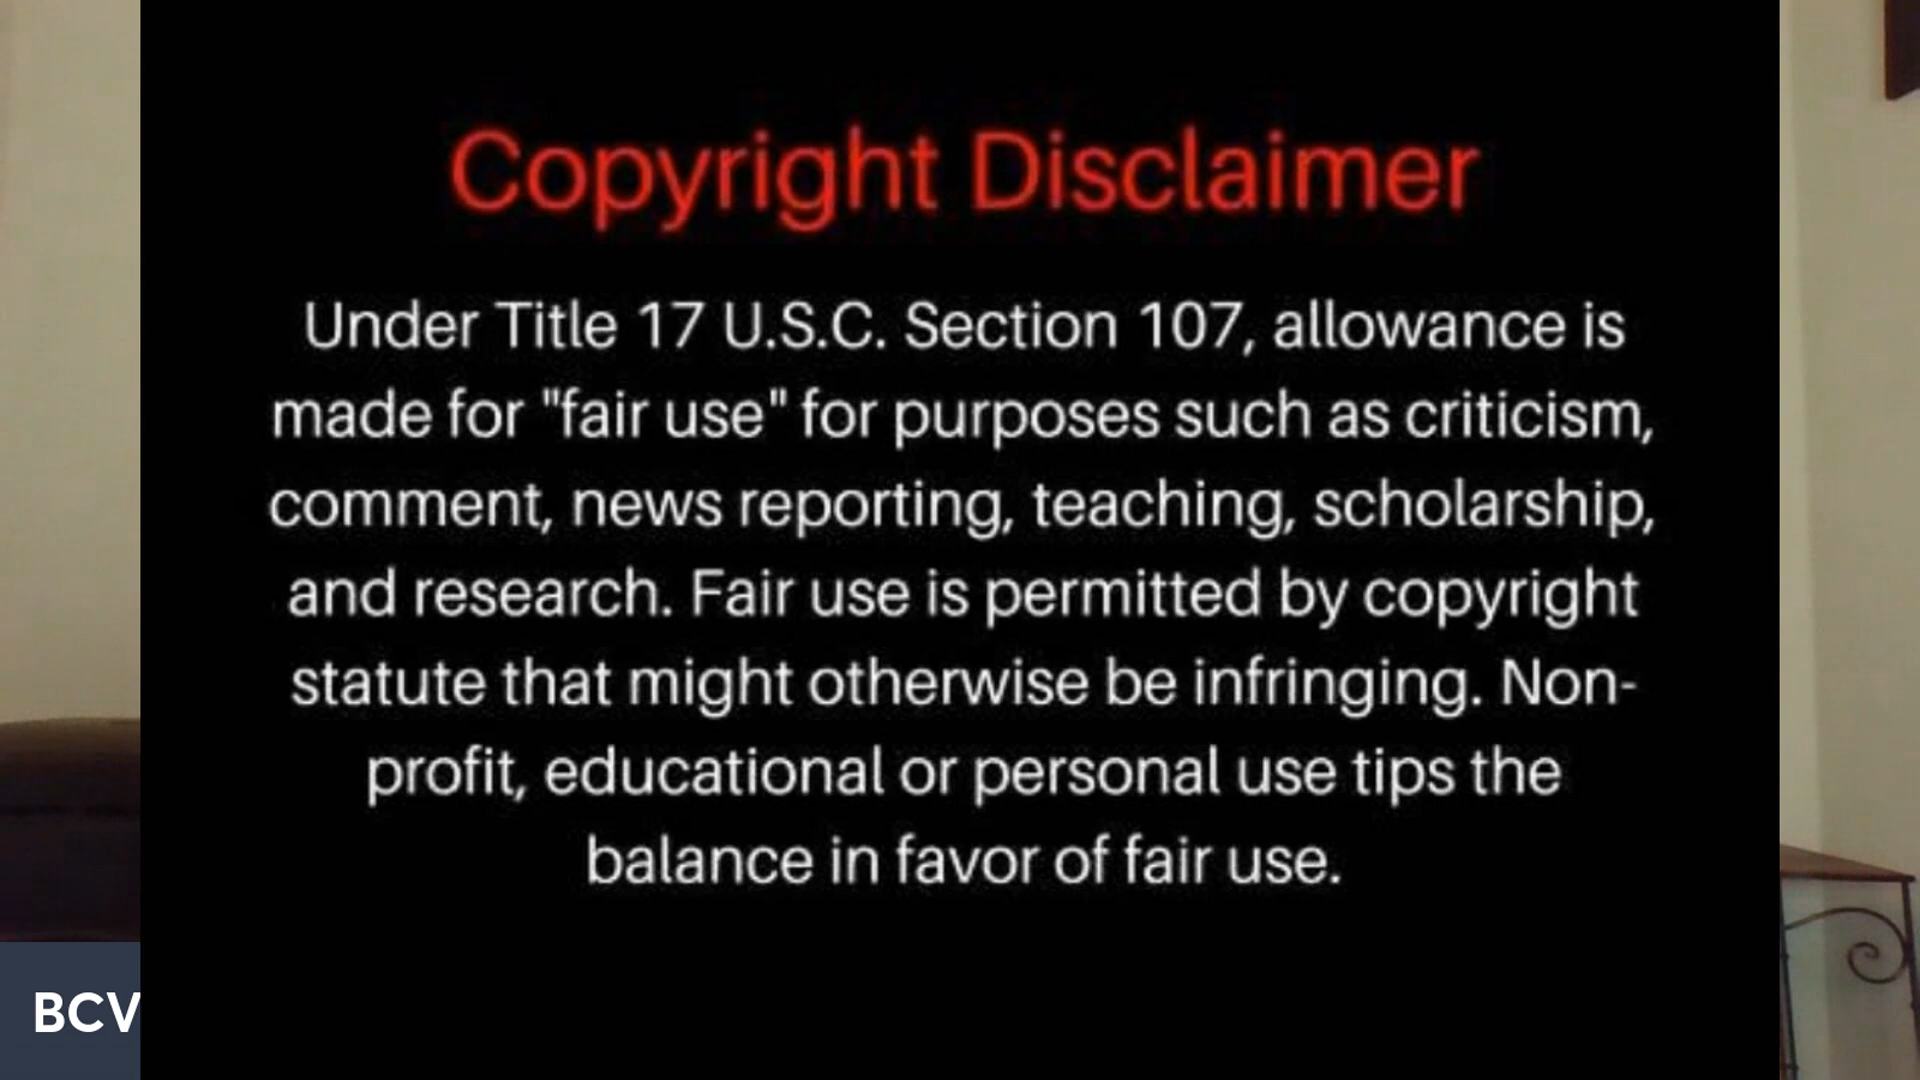 Copyright Disclaimer
Under Title 17 U.S.C. Section 107, allowance is
made for "fair use" for purposes such as criticism,
comment, news reporting, teaching, scholarship,
and research. Fair use is permitted by copyright
statute that might otherwise be infringing. Non-
profit, educational or personal use tips the
balance in favor of fair use.
BCV